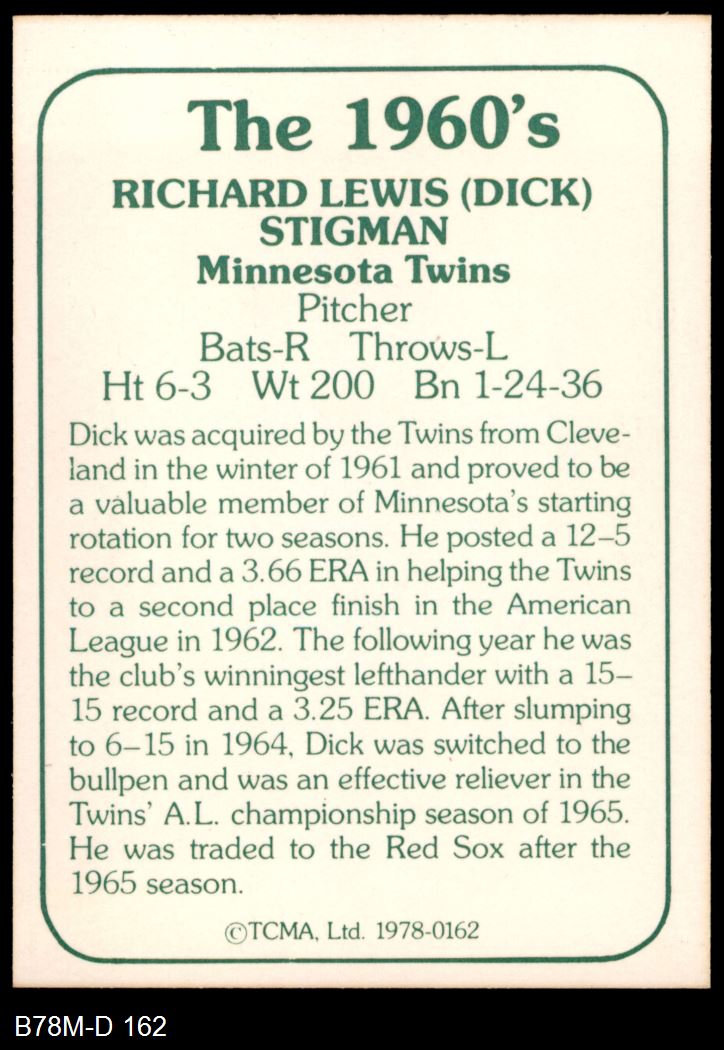 The 1960's
RICHARD LEWIS (DICK)
STIGMAN
Minnesota Twins
Pitcher
Bats-R Throws-L
Ht 6-3 Wt 200 Bn 1-24-36
Dick was acquired by the Twins from Cleve-
land in the winter of 1961 and proved to be
a valuable member of Minnesota's starting
rotation for two seasons. He posted a 12–5
record and a 3.66 ERA in helping the Twins
to a second place finish in the American
League in 1962. The following year he was
the club's winningest lefthander with a 15–
15 record and a 3.25 ERA. After slumping
to 6–15 in 1964, Dick was switched to the
bullpen and was an effective reliever in the
Twins' A.L. championship season of 1965.
He was traded to the Red Sox after the
1965 season.
©TCMA, Ltd. 1978-0162
B78M-D 162